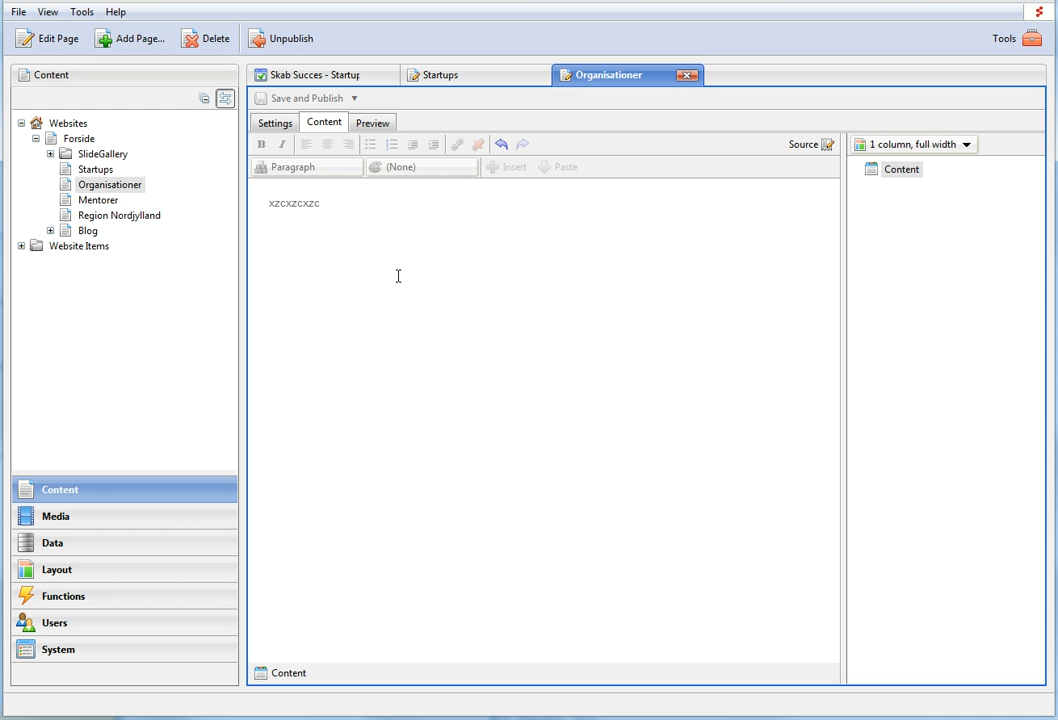 File View Tools Help
Edit Page Add Page... Delete Unpublish Tools
Content
Skab Succes - Startup Startups Organisationer
Save and Publish
Settings Content Preview
B I Source
1 column, full width
Paragraph (None) Insert Paste
Content
xzcxzcxzc
Websites
Forside
SlideGallery
Startups
Organisationer
Mentorer
Region Nordjylland
Blog
Website Items
Content
Media
Data
Layout
Functions
Users
System
Content